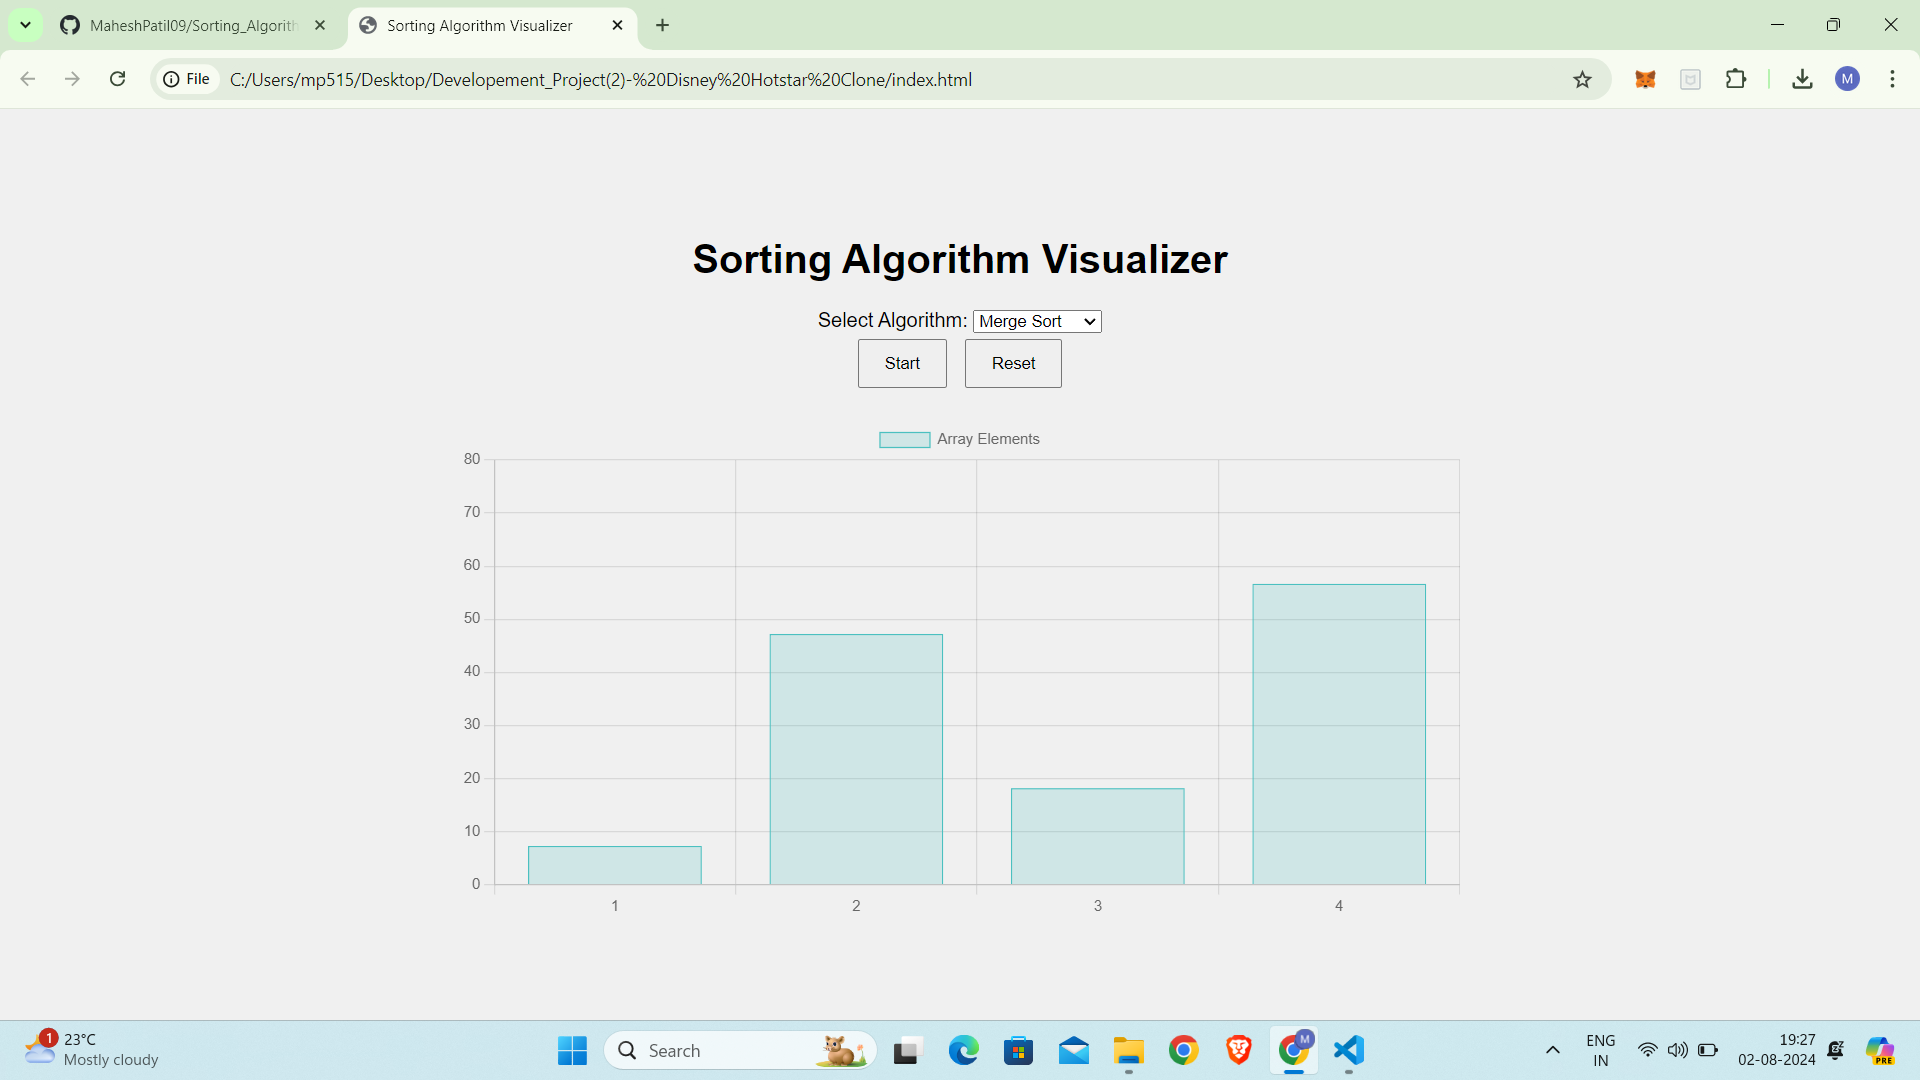 MaheshPatil09/Sorting_Algorith
Sorting Algorithm Visualizer
File
C:/Users/mp515/Desktop/Developement_Project(2)-%20Disney%20Hotstar%20Clone/index.html
M
Sorting Algorithm Visualizer
Select Algorithm: Merge Sort
Start Reset
Array Elements
80
70
60
50
40
30
20
10
0
1 2 3 4
1
23°C
Mostly cloudy
Search
M
PRE
ENG
IN
19:27
02-08-2024